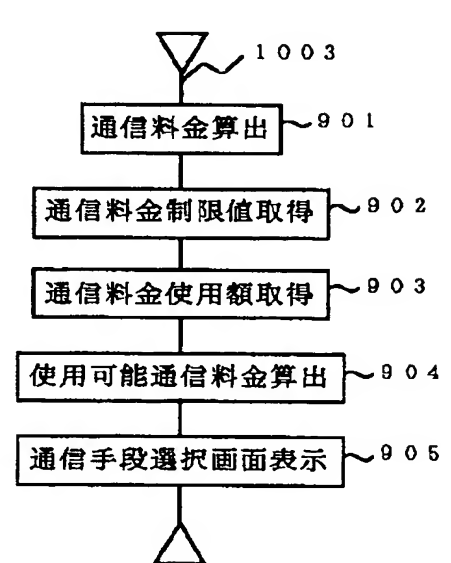 1003
通信料金算出 901
通信料金制限値取得 902
通信料金使用額取得 903
使用可能通信料金算出 904
通信手段選択画面表示 905